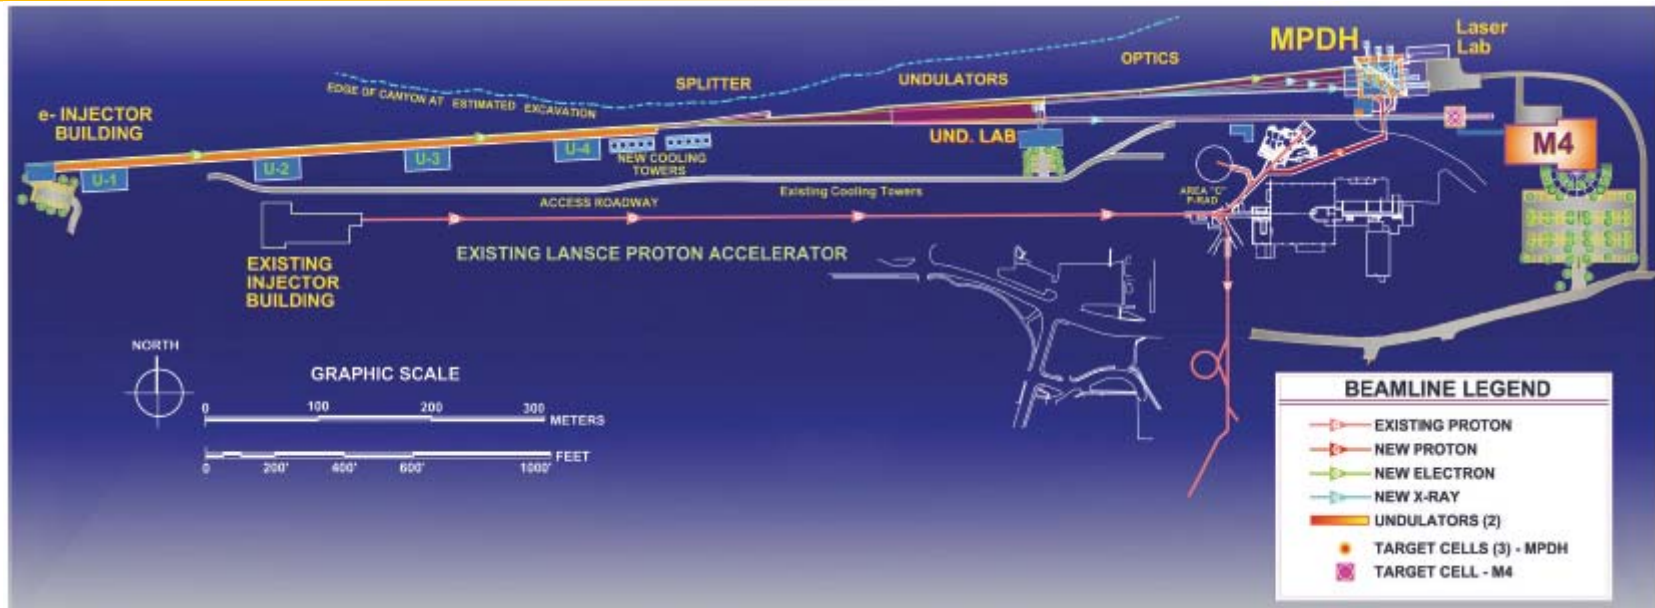 MPDH
Laser
Lab
OPTICS
UNDULATORS
SPLITTER
EDGE OF CANYON AT ESTIMATED EXCAVATION
e- INJECTOR
BUILDING
U-1
U-2
U-3
U-4
NEW COOLING
TOWERS
UND. LAB
M4
ACCESS ROADWAY
Existing Cooling Towers
AREA "C"
P-RAD
EXISTING LANSCE PROTON ACCELERATOR
EXISTING
INJECTOR
BUILDING
NORTH
GRAPHIC SCALE
0 100 200 300
METERS
FEET
0 200' 400' 600' 1000'
BEAMLINE LEGEND
EXISTING PROTON
NEW PROTON
NEW ELECTRON
NEW X-RAY
UNDULATORS (2)
TARGET CELLS (3) - MPDH
TARGET CELL - M4